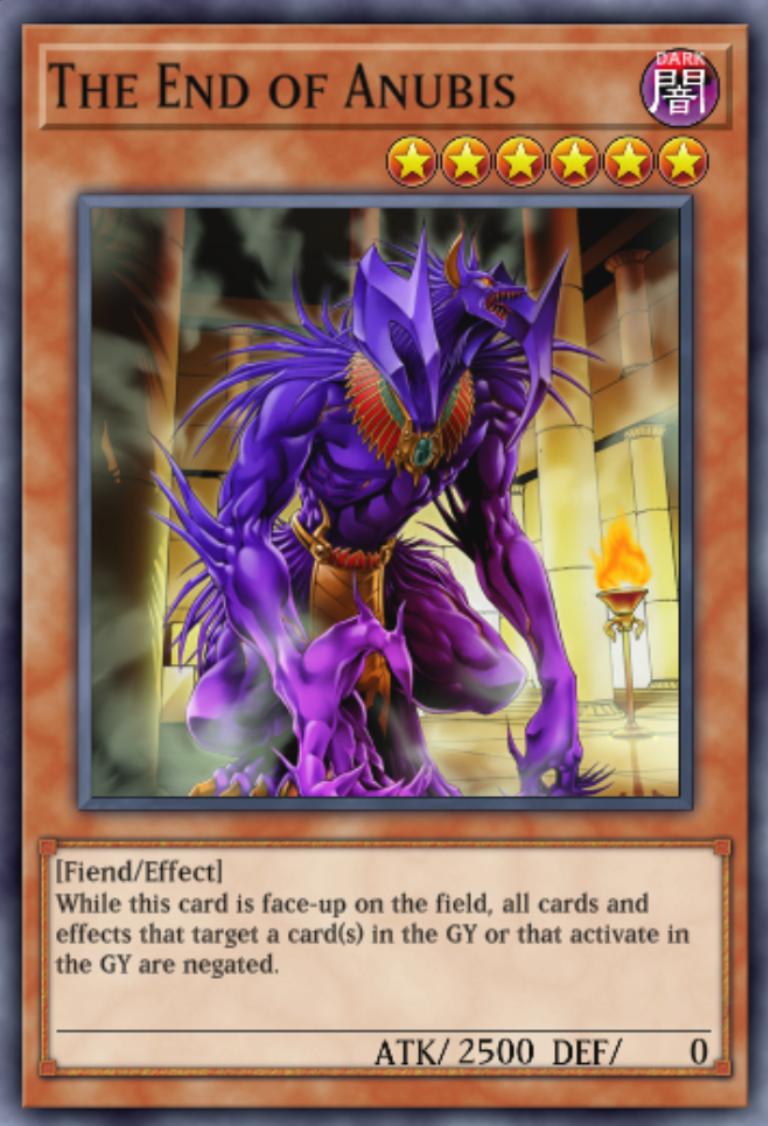 The End of Anubis
DARK
闇
[Fiend/Effect]
While this card is face-up on the field, all cards and
effects that target a card(s) in the GY or that activate in
the GY are negated.
ATK/ 2500 DEF/ 0